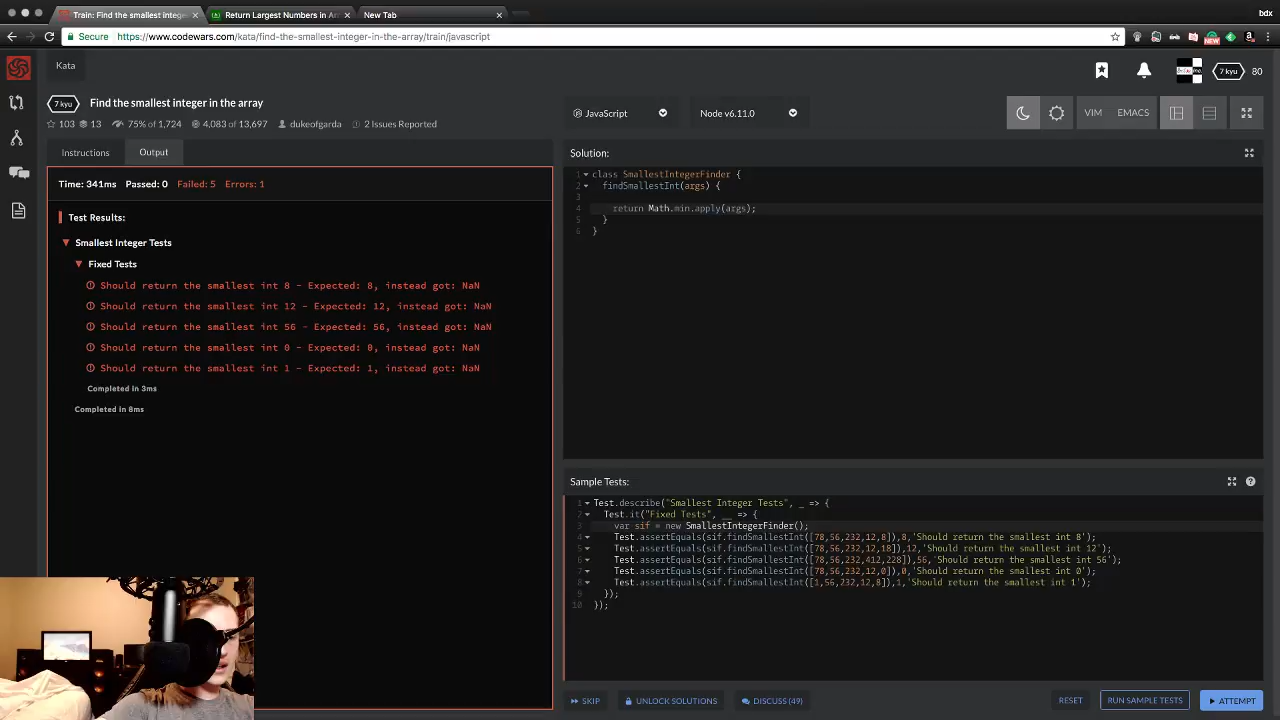 Train: Find the smallest intege
Return Largest Numbers in Ar
New Tab
bdx
Secure
https://www.codewars.com/kata/find-the-smallest-integer-in-the-array/train/javascript
NEW
Kata
7 kyu
80
7 kyu
Find the smallest integer in the array
103
13
75% of 1,724
4,083 of 13,697
dukeofgarda
2 Issues Reported
JavaScript
Node v6.11.0
VIM
EMACS
Instructions
Output
Time: 341ms Passed: 0 Failed: 5 Errors: 1
Test Results:
Smallest Integer Tests
Fixed Tests
Should return the smallest int 8 - Expected: 8, instead got: NaN
Should return the smallest int 12 - Expected: 12, instead got: NaN
Should return the smallest int 56 - Expected: 56, instead got: NaN
Should return the smallest int 0 - Expected: 0, instead got: NaN
Should return the smallest int 1 - Expected: 1, instead got: NaN
Completed in 3ms
Completed in 8ms
Solution:
1 class SmallestIntegerFinder {
2 findSmallestInt(args) {
3
4 return Math.min.apply(args);
5 }
6 }
Sample Tests:
1 Test.describe("Smallest Integer Tests", _ => {
2 Test.it("Fixed Tests", __ => {
3 var sif = new SmallestIntegerFinder();
4 Test.assertEquals(sif.findSmallestInt([78,56,232,12,8]),8,'Should return the smallest int 8');
5 Test.assertEquals(sif.findSmallestInt([78,56,232,12,18]),12,'Should return the smallest int 12');
6 Test.assertEquals(sif.findSmallestInt([78,56,232,412,228]),56,'Should return the smallest int 56');
7 Test.assertEquals(sif.findSmallestInt([78,56,232,12,0]),0,'Should return the smallest int 0');
8 Test.assertEquals(sif.findSmallestInt([1,56,232,12,8]),1,'Should return the smallest int 1');
9 });
10 });
SKIP
UNLOCK SOLUTIONS
DISCUSS (49)
RESET
RUN SAMPLE TESTS
ATTEMPT